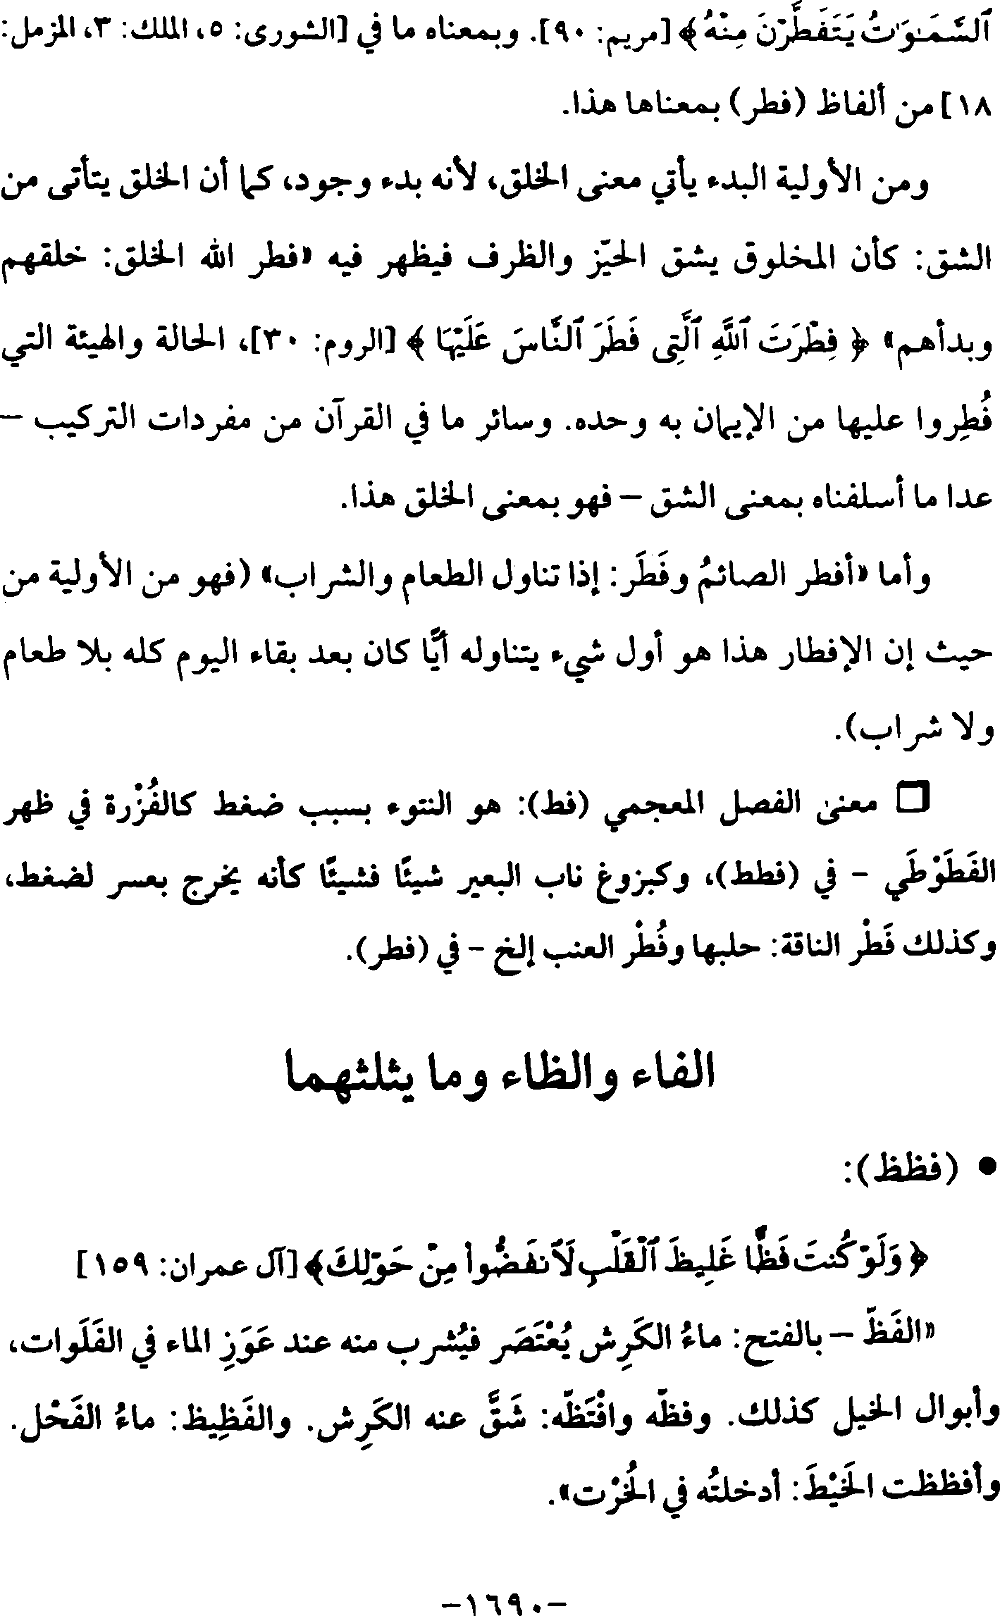 ٱلسَّمَـٰوَٰتُ يَتَفَطَّرۡنَ مِنۡهُ﴾ [مريم: ٩٠]. وبمعناه ما في [الشورى: ٥، الملك: ٣، المزمل:
١٨] من ألفاظ (فطر) بمعناها هذا.
ومن الأولية البدء يأتي معنى الخلق، لأنه بدء وجود، كما أن الخلق يتأتى من
الشق: كأن المخلوق يشق الحيّز والظرف فيظهر فيه «فطر الله الخلق: خلقهم
وبدأهم» ﴿ فِطۡرَتَ ٱللَّهِ ٱلَّتِى فَطَرَ ٱلنَّاسَ عَلَيۡهَا ﴾ [الروم: ٣٠]، الحالة والهيئة التي
فُطِروا عليها من الإيمان به وحده. وسائر ما في القرآن من مفردات التركيب –
عدا ما أسلفناه بمعنى الشق – فهو بمعنى الخلق هذا.
وأما «أفطر الصائمُ وفَطَر: إذا تناول الطعام والشراب» (فهو من الأولية من
حيث إن الإفطار هذا هو أول شيء يتناوله أيًّا كان بعد بقاء اليوم كله بلا طعام
ولا شراب).
❒ معنى الفصل المعجمي (فط): هو النتوء بسبب ضغط كالفُزْرة في ظهر
الفَطَوْطَي - في (فطط)، وكبزوغ ناب البعير شيئًا فشيئًا كأنه يخرج بعسر لضغط،
وكذلك فَطْر الناقة: حلبها وفُطْر العنب إلخ - في (فطر).
الفاء والظاء وما يثلثهما
• (فظظ):
﴿ وَلَوۡ كُنتَ فَظًّا غَلِيظَ ٱلۡقَلۡبِ لَٱنفَضُّواْ مِنۡ حَوۡلِكَ﴾ [آل عمران: ١٥٩]
«الفَظّ – بالفتح: ماءُ الكَرِش يُعْتَصَر فيُشرب منه عند عَوَزِ الماء في الفَلَوات،
وأبوال الخيل كذلك. وفظّه وافْتَظّه: شَقَّ عنه الكَرِش. والفَظِيظ: ماءُ الفَحْل.
وأفظظت الخَيْطَ: أدخلتُه في الخُرْت».
–١٦٩٠–